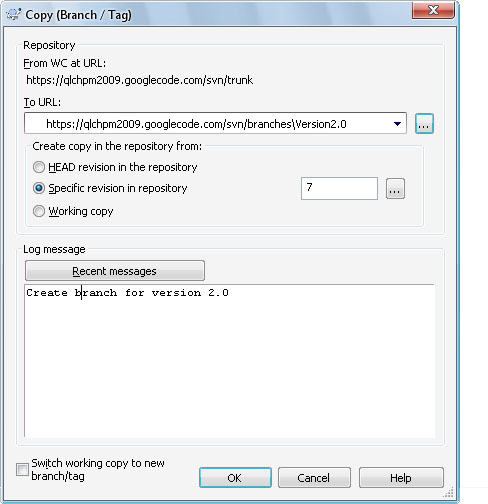 Copy (Branch / Tag)
Repository
From WC at URL:
https://qlchpm2009.googlecode.com/svn/trunk
To URL:
https://qlchpm2009.googlecode.com/svn/branches\Version2.0
...
Create copy in the repository from:
HEAD revision in the repository
Specific revision in repository
7
...
Working copy
Log message
Recent messages
Create branch for version 2.0
Switch working copy to new
branch/tag
OK
Cancel
Help